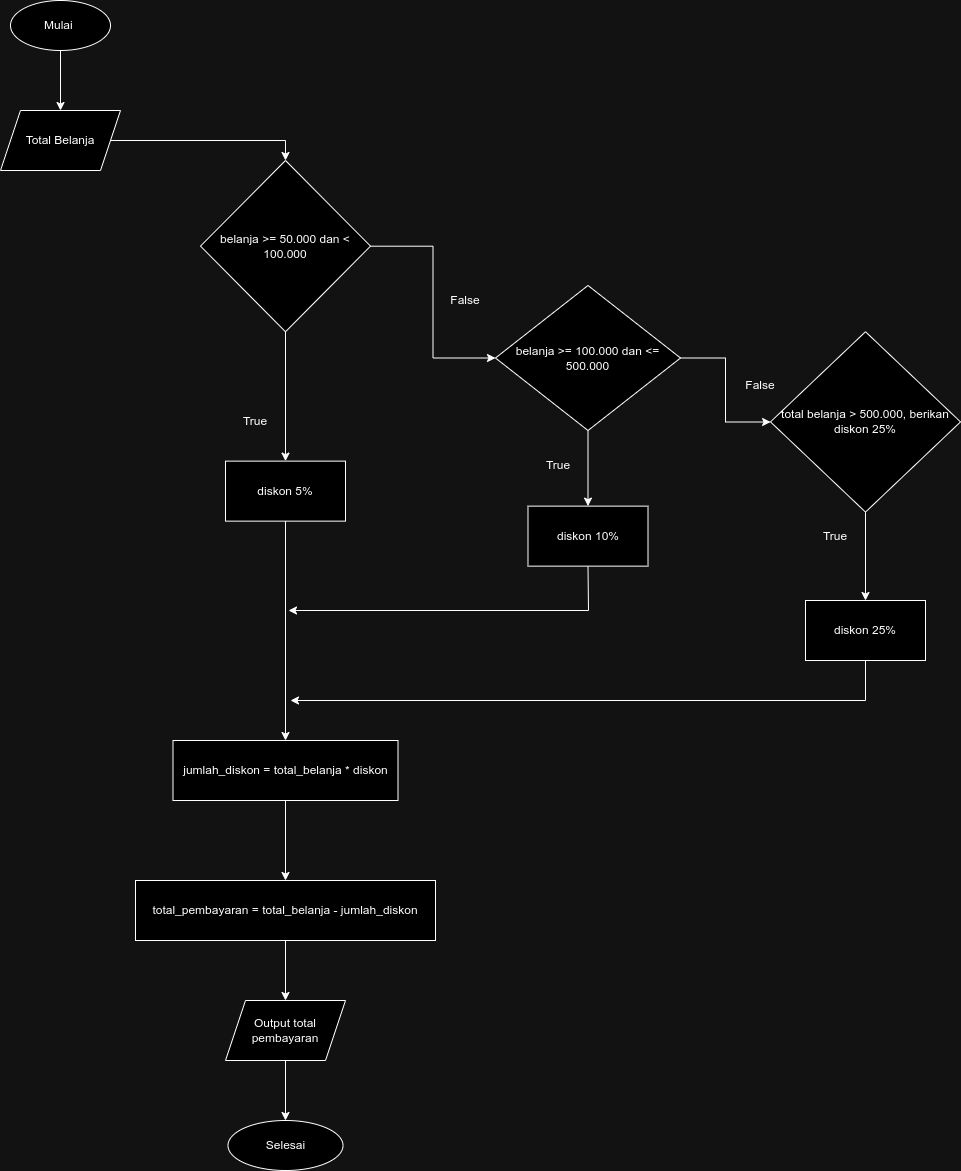 Mulai
Total Belanja
belanja >= 50.000 dan <
100.000
False
belanja >= 100.000 dan <=
500.000
False
total belanja > 500.000, berikan
diskon 25%
True
diskon 5%
True
diskon 10%
True
diskon 25%
jumlah_diskon = total_belanja * diskon
total_pembayaran = total_belanja - jumlah_diskon
Output total
pembayaran
Selesai